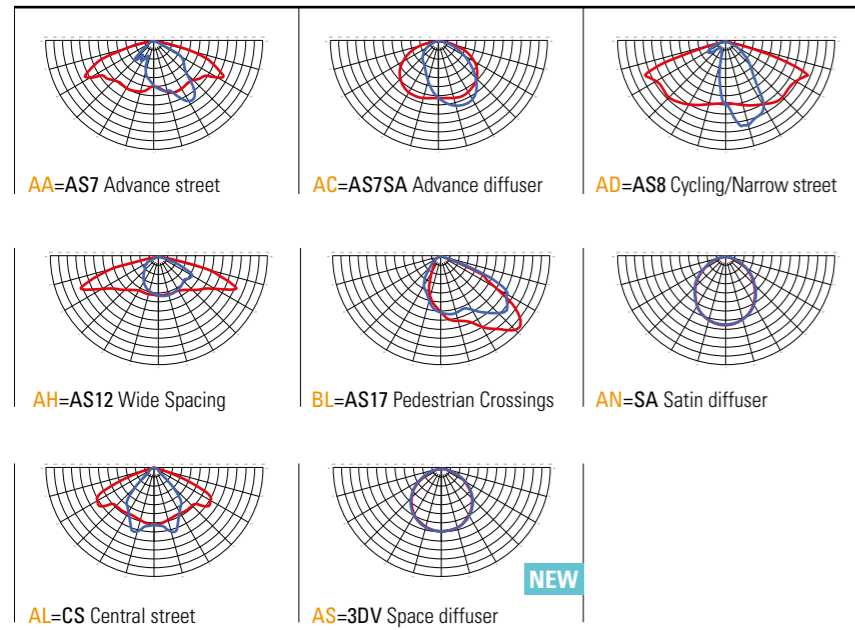 AA=AS7 Advance street
AC=AS7SA Advance diffuser
AD=AS8 Cycling/Narrow street
AH=AS12 Wide Spacing
BL=AS17 Pedestrian Crossings
AN=SA Satin diffuser
AL=CS Central street
NEW
AS=3DV Space diffuser